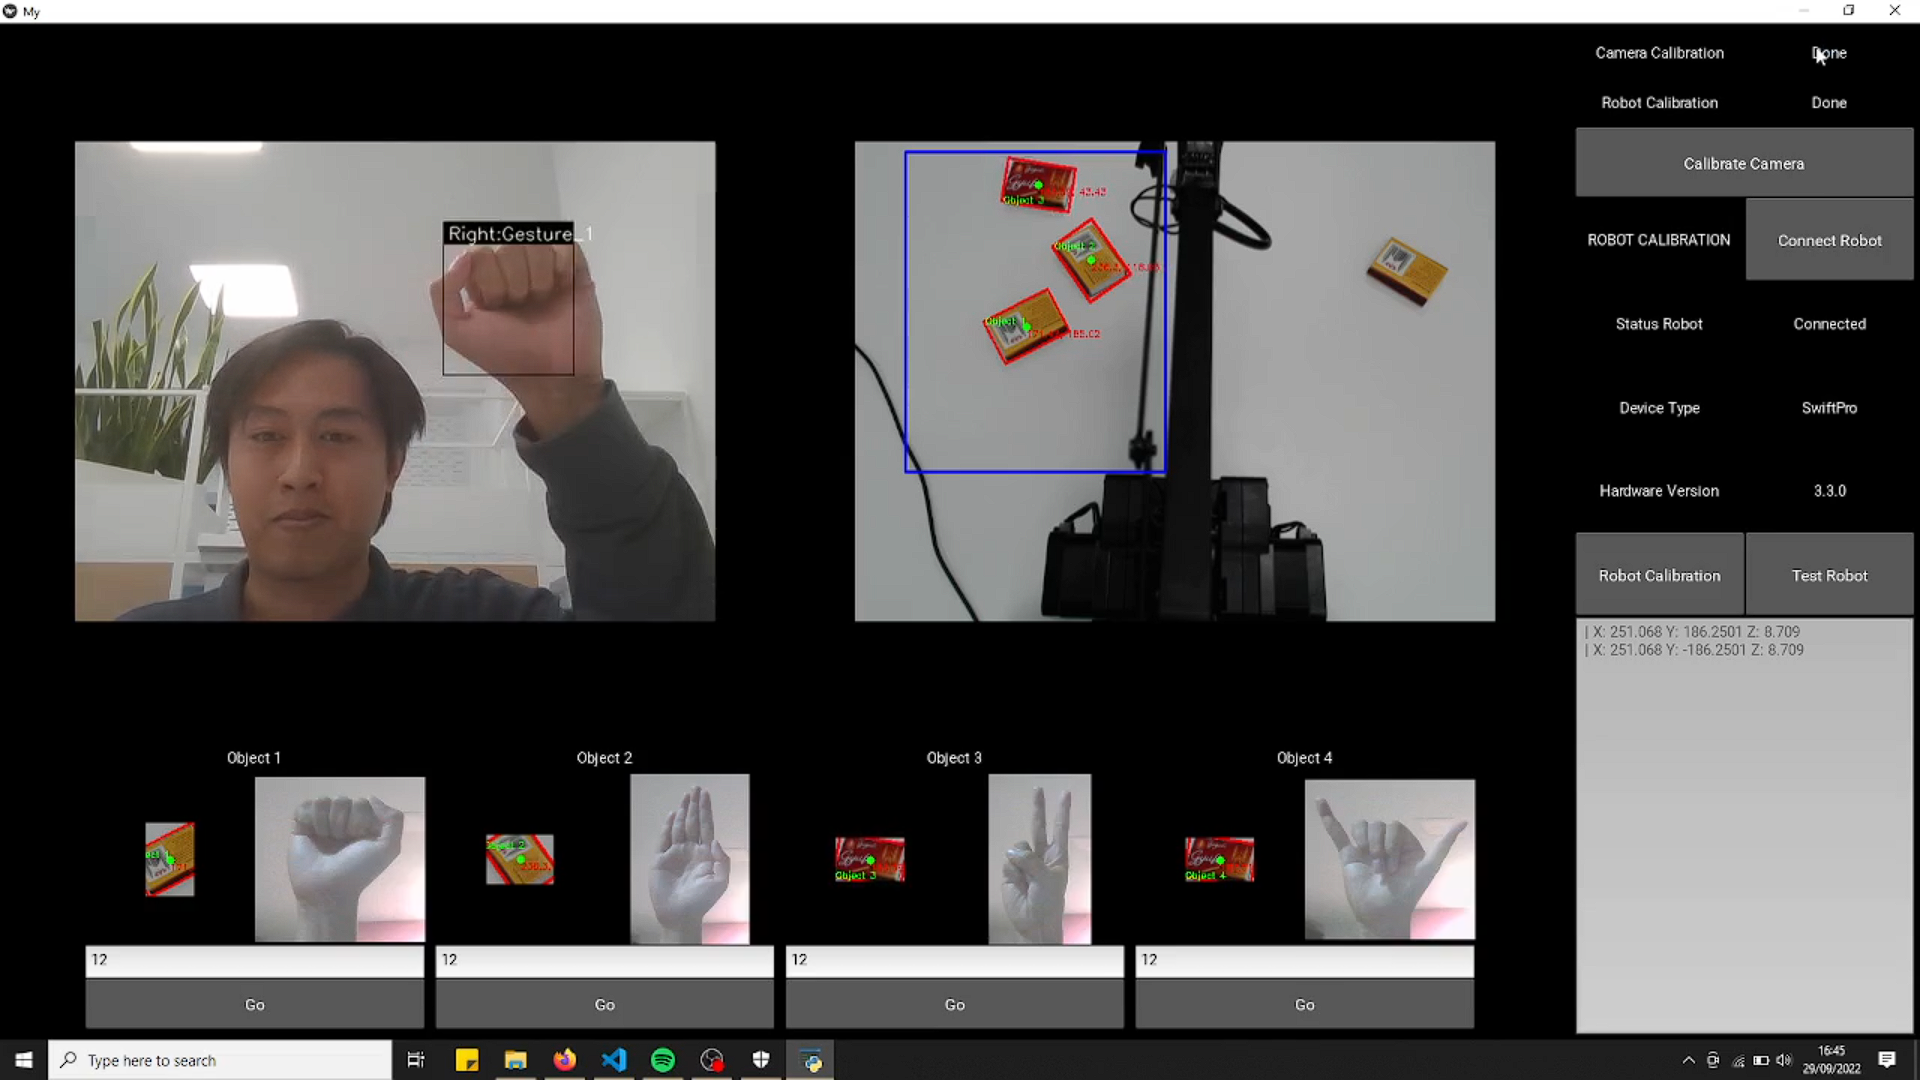 My
Camera Calibration Done
Robot Calibration Done
Calibrate Camera
ROBOT CALIBRATION Connect Robot
Status Robot Connected
Device Type SwiftPro
Hardware Version 3.3.0
Robot Calibration Test Robot
| X: 251.068 Y: 186.2501 Z: 8.709
| X: 251.068 Y: -186.2501 Z: 8.709
Right:Gesture_1
Object 3
43.43
Object 2
Object 1
185.02
Object 1 Object 2 Object 3 Object 4
Object 3
Object 4
12 12 12 12
Go Go Go Go
Type here to search
16:45
29/09/2022